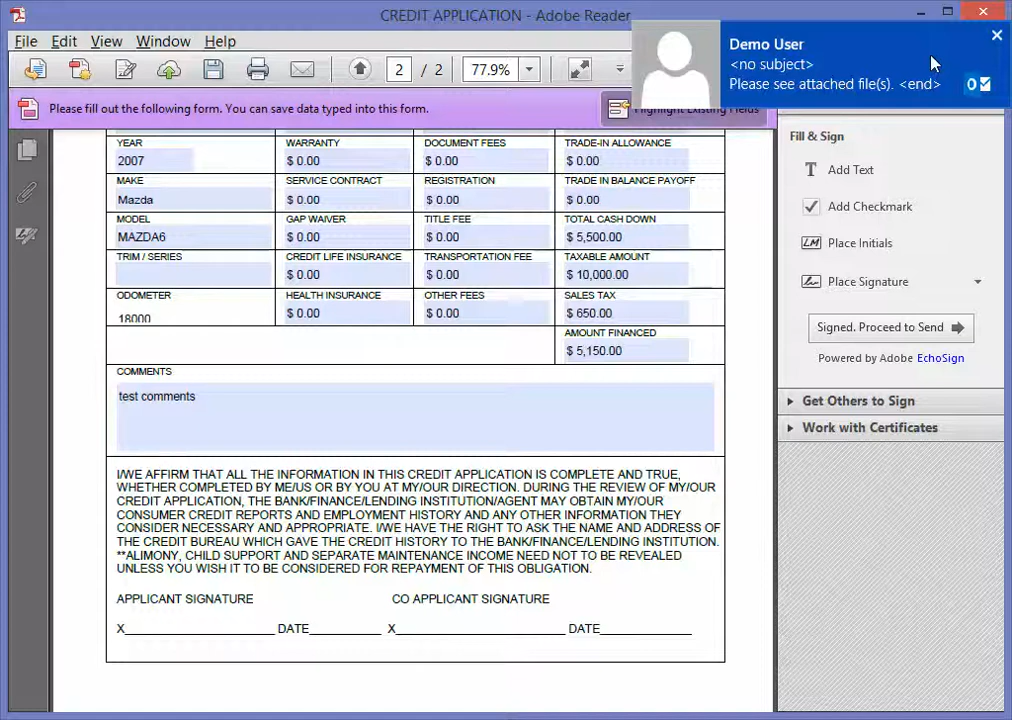 CREDIT APPLICATION - Adobe Reader
File Edit View Window Help
Demo User
<no subject>
Please see attached file(s). <end>
2 / 2 77.9%
Please fill out the following form. You can save data typed into this form.
Highlight Existing Fields
YEAR WARRANTY DOCUMENT FEES TRADE-IN ALLOWANCE
2007 $ 0.00 $ 0.00 $ 0.00
MAKE SERVICE CONTRACT REGISTRATION TRADE IN BALANCE PAYOFF
Mazda $ 0.00 $ 0.00 $ 0.00
MODEL GAP WAIVER TITLE FEE TOTAL CASH DOWN
MAZDA6 $ 0.00 $ 0.00 $ 5,500.00
TRIM / SERIES CREDIT LIFE INSURANCE TRANSPORTATION FEE TAXABLE AMOUNT
$ 0.00 $ 0.00 $ 10,000.00
ODOMETER HEALTH INSURANCE OTHER FEES SALES TAX
18000 $ 0.00 $ 0.00 $ 650.00
AMOUNT FINANCED
$ 5,150.00
COMMENTS
test comments
I/WE AFFIRM THAT ALL THE INFORMATION IN THIS CREDIT APPLICATION IS COMPLETE AND TRUE,
WHETHER COMPLETED BY ME/US OR BY YOU AT MY/OUR DIRECTION. DURING THE REVIEW OF MY/OUR
CREDIT APPLICATION, THE BANK/FINANCE/LENDING INSTITUTION/AGENT MAY OBTAIN MY/OUR
CONSUMER CREDIT REPORTS AND EMPLOYMENT HISTORY AND ANY OTHER INFORMATION THEY
CONSIDER NECESSARY AND APPROPRIATE. I/WE HAVE THE RIGHT TO ASK THE NAME AND ADDRESS OF
THE CREDIT BUREAU WHICH GAVE THE CREDIT HISTORY TO THE BANK/FINANCE/LENDING INSTITUTION.
**ALIMONY, CHILD SUPPORT AND SEPARATE MAINTENANCE INCOME NEED NOT TO BE REVEALED
UNLESS YOU WISH IT TO BE CONSIDERED FOR REPAYMENT OF THIS OBLIGATION.
APPLICANT SIGNATURE CO APPLICANT SIGNATURE
X DATE X DATE
Fill & Sign
T Add Text
Add Checkmark
LM Place Initials
Place Signature
Signed. Proceed to Send
Powered by Adobe EchoSign
Get Others to Sign
Work with Certificates